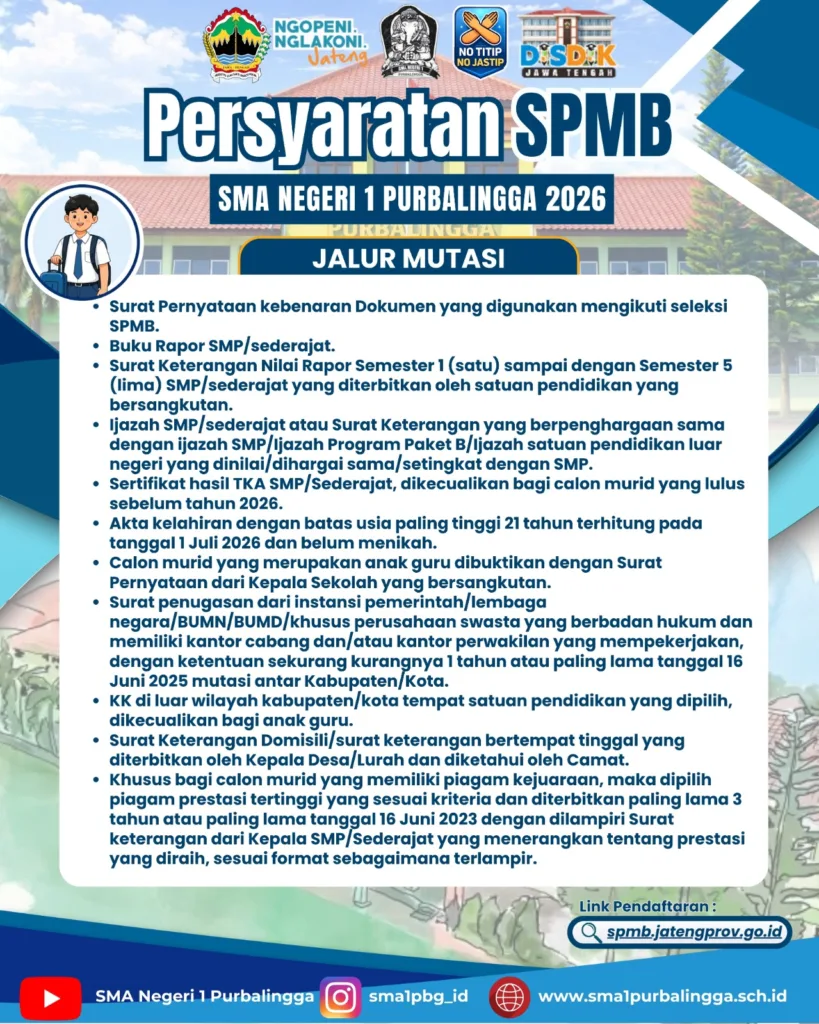 NGOPENI.
NGLAKONI.
Jateng
NO TITIP
NO JASTIP
DISDIK
JAWA TENGAH
Persyaratan SPMB
SMA NEGERI 1 PURBALINGGA 2026
PURBALINGGA
JALUR MUTASI
• Surat Pernyataan kebenaran Dokumen yang digunakan mengikuti seleksi
SPMB.
• Buku Rapor SMP/sederajat.
• Surat Keterangan Nilai Rapor Semester 1 (satu) sampai dengan Semester 5
(lima) SMP/sederajat yang diterbitkan oleh satuan pendidikan yang
bersangkutan.
• Ijazah SMP/sederajat atau Surat Keterangan yang berpenghargaan sama
dengan ijazah SMP/Ijazah Program Paket B/Ijazah satuan pendidikan luar
negeri yang dinilai/dihargai sama/setingkat dengan SMP.
• Sertifikat hasil TKA SMP/Sederajat, dikecualikan bagi calon murid yang lulus
sebelum tahun 2026.
• Akta kelahiran dengan batas usia paling tinggi 21 tahun terhitung pada
tanggal 1 Juli 2026 dan belum menikah.
• Calon murid yang merupakan anak guru dibuktikan dengan Surat
Pernyataan dari Kepala Sekolah yang bersangkutan.
• Surat penugasan dari instansi pemerintah/lembaga
negara/BUMN/BUMD/khusus perusahaan swasta yang berbadan hukum dan
memiliki kantor cabang dan/atau kantor perwakilan yang mempekerjakan,
dengan ketentuan sekurang kurangnya 1 tahun atau paling lama tanggal 16
Juni 2025 mutasi antar Kabupaten/Kota.
• KK di luar wilayah kabupaten/kota tempat satuan pendidikan yang dipilih,
dikecualikan bagi anak guru.
• Surat Keterangan Domisili/surat keterangan bertempat tinggal yang
diterbitkan oleh Kepala Desa/Lurah dan diketahui oleh Camat.
• Khusus bagi calon murid yang memiliki piagam kejuaraan, maka dipilih
piagam prestasi tertinggi yang sesuai kriteria dan diterbitkan paling lama 3
tahun atau paling lama tanggal 16 Juni 2023 dengan dilampiri Surat
keterangan dari Kepala SMP/Sederajat yang menerangkan tentang prestasi
yang diraih, sesuai format sebagaimana terlampir.
Link Pendaftaran :
spmb.jatengprov.go.id
SMA Negeri 1 Purbalingga
sma1pbg_id
www.sma1purbalingga.sch.id